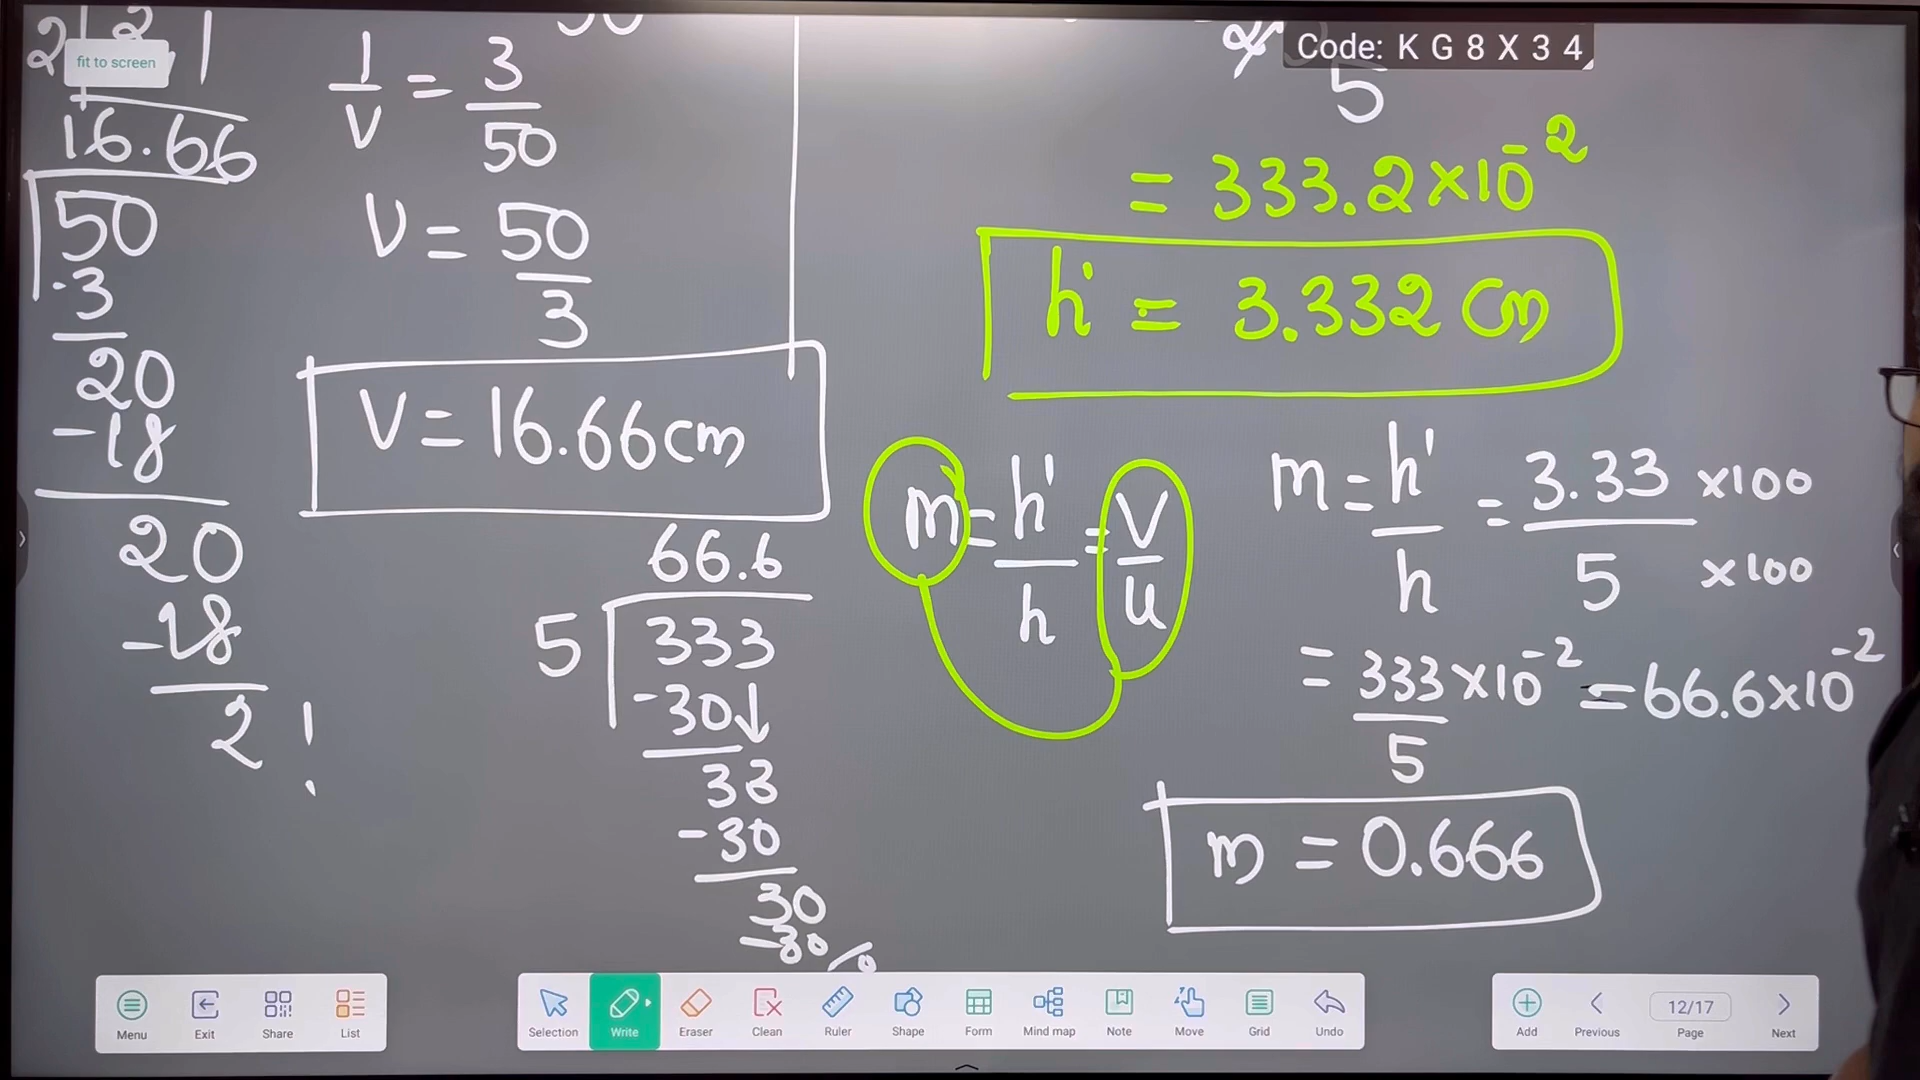 fit to screen
16.66
50
-3
20
-18
20
-18
2!
1/V = 3/50
V = 50/3
V = 16.66cm
66.6
5 333
-30↓
33
-30
30
-30
Code: K G 8 X 3 4
5
= 333.2×10⁻²
h' = 3.332 cm
m = h'/h = V/u
m = h'/h = 3.33/5 ×100 ×100
= 333/5 ×10⁻² = 66.6×10⁻²
m = 0.666
Menu Exit Share List
Selection Write Eraser Clean Ruler Shape Form Mind map Note Move Grid Undo
Add Previous 12/17 Page Next